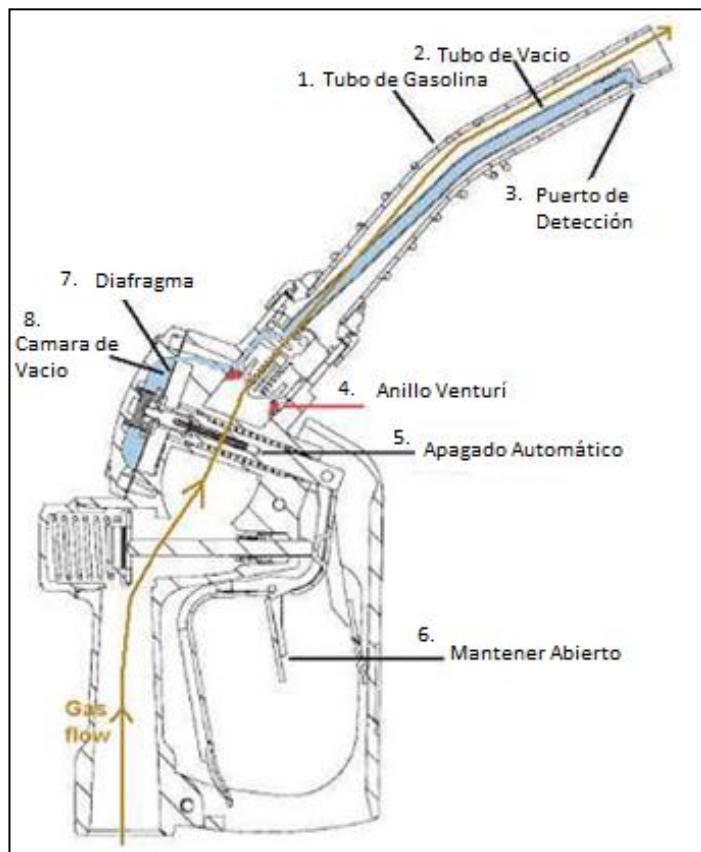 2. Tubo de Vacio
1. Tubo de Gasolina
3. Puerto de
Detección
7. Diafragma
8.
Camara de
Vacio
4. Anillo Venturí
5. Apagado Automático
6.
Mantener Abierto
Gas
flow